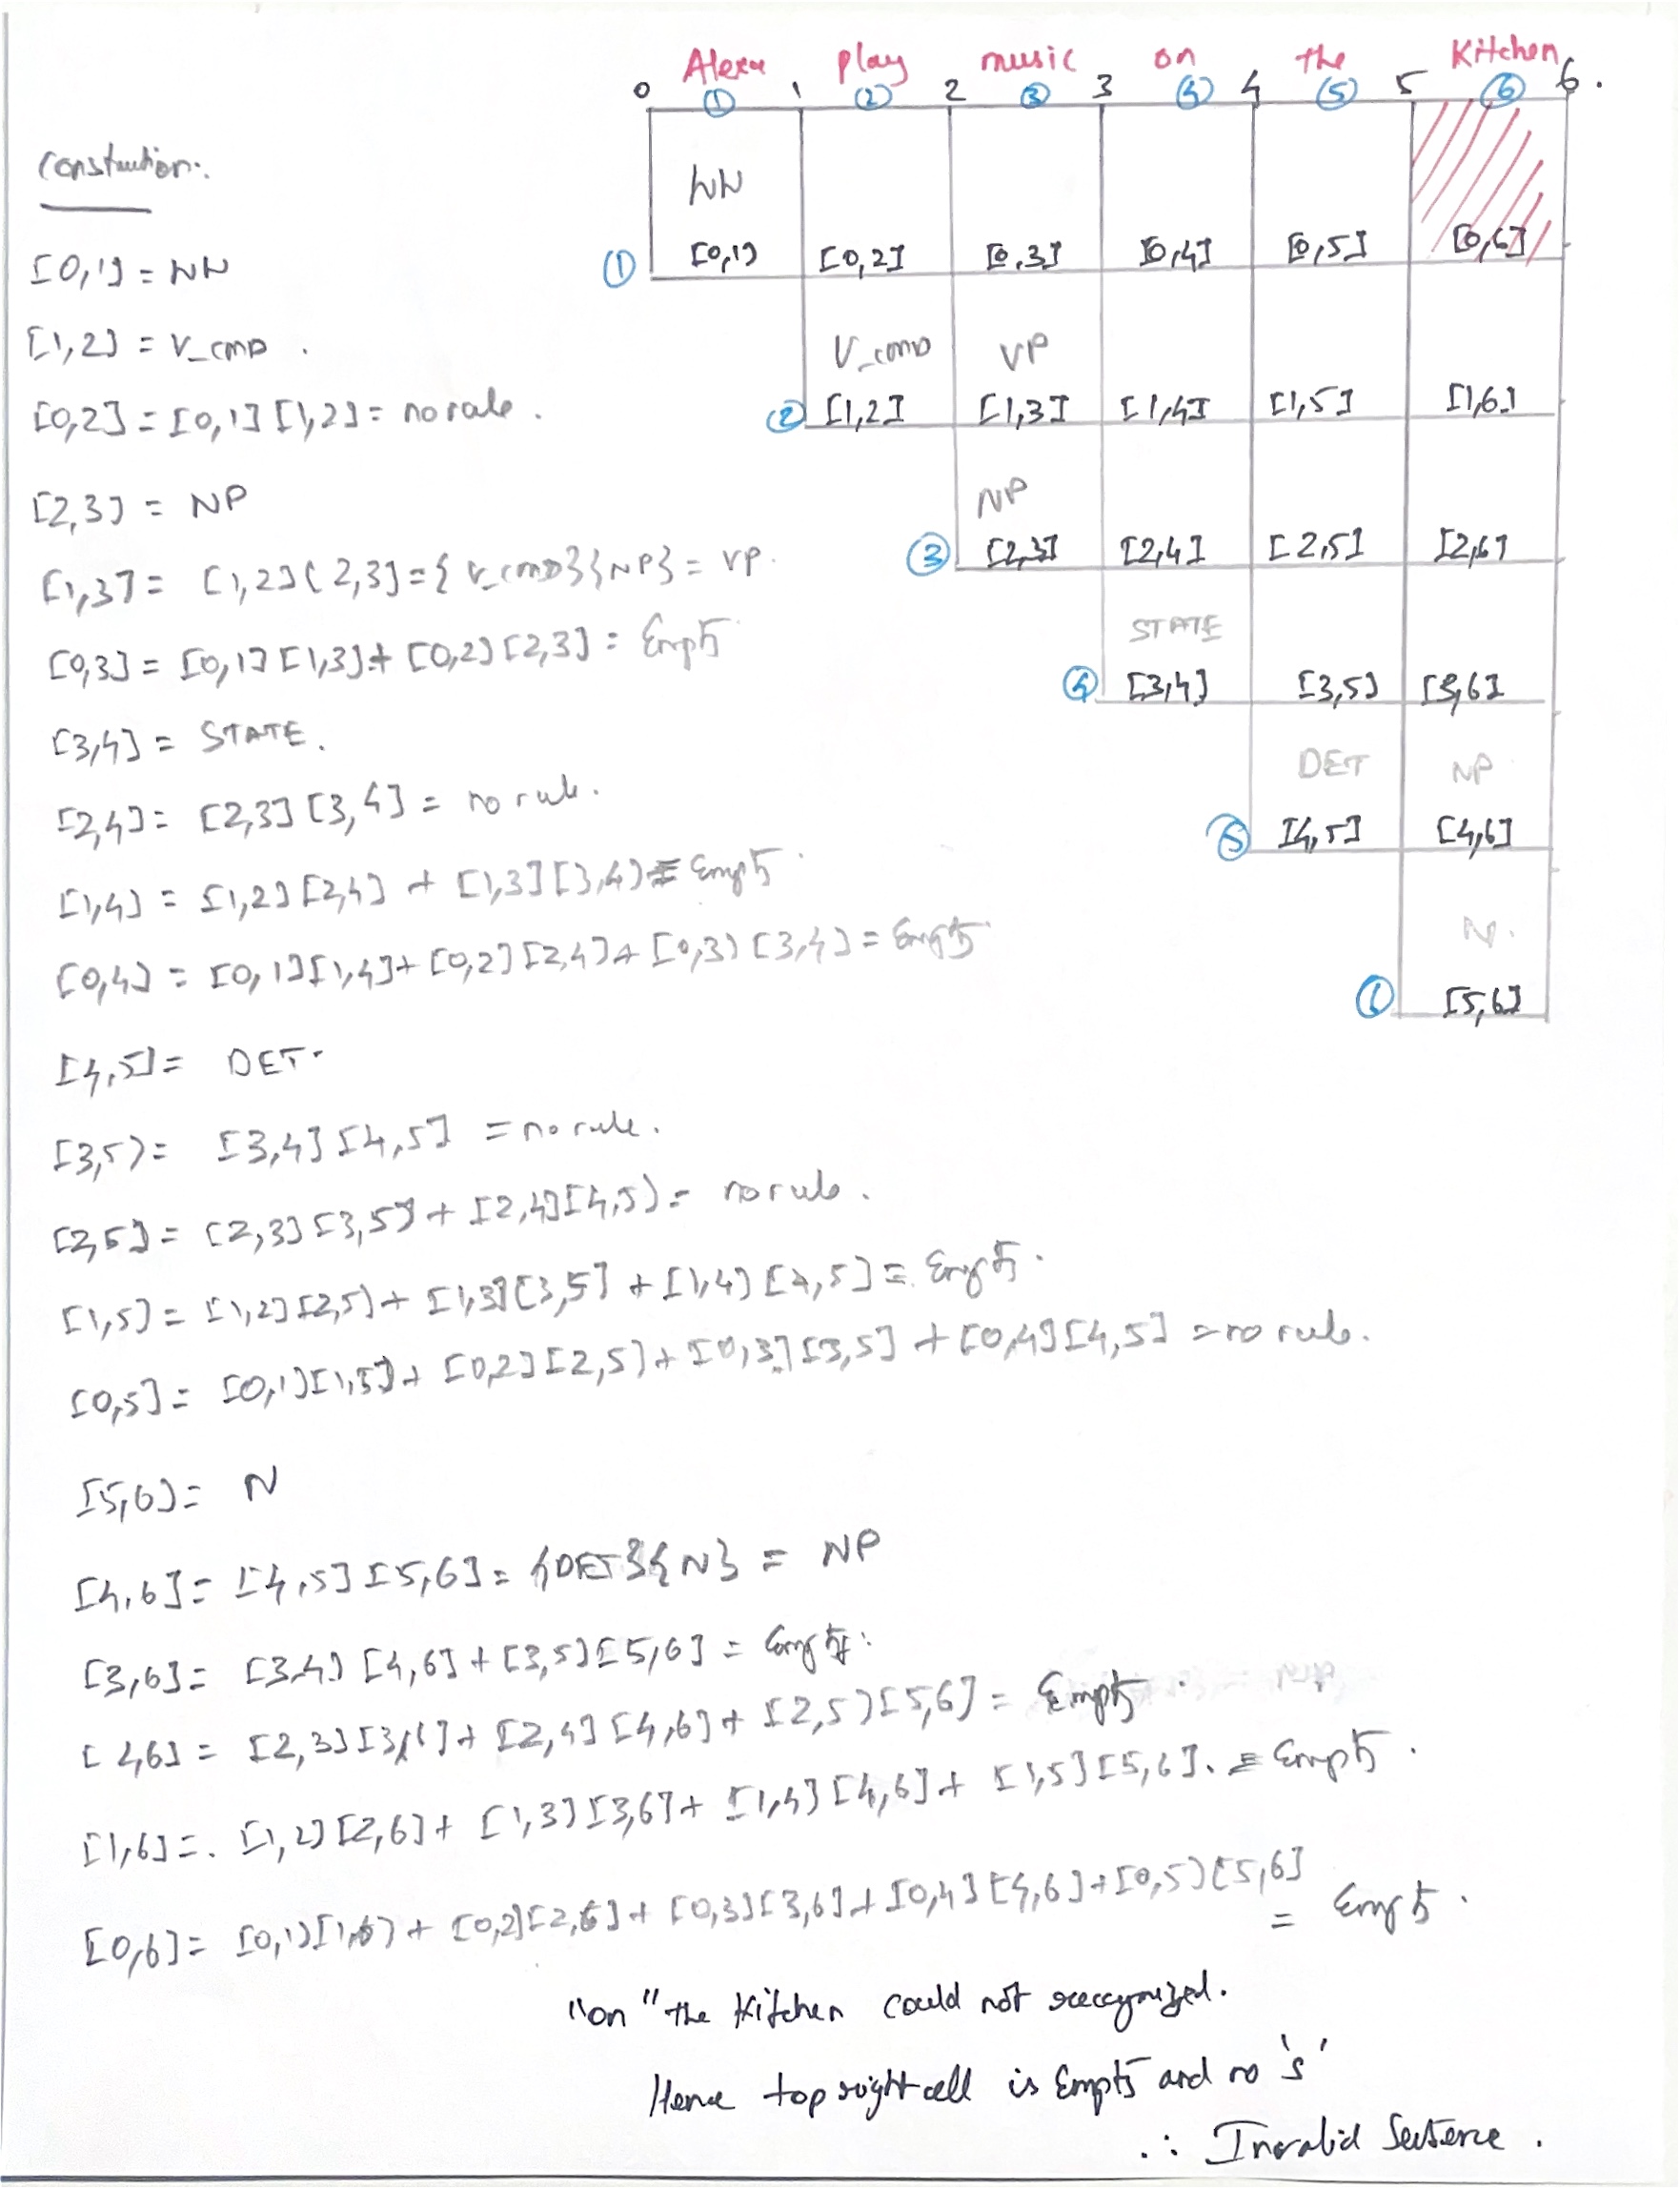 Alexa play music on the Kitchen
0 1 2 3 4 5 6.
① ② ③ ④ ⑤ ⑥
NN
① [0,1] [0,2] [0,3] [0,4] [0,5] [0,6]
V_CMD VP
② [1,2] [1,3] [1,4] [1,5] [1,6]
NP
③ [2,3] [2,4] [2,5] [2,6]
STATE
④ [3,4] [3,5] [3,6]
DET NP
⑤ [4,5] [4,6]
N.
⑥ [5,6]
Construction:
[0,1] = NN
[1,2] = V_CMD .
[0,2] = [0,1] [1,2] = no rule .
[2,3] = NP
[1,3] = [1,2] [2,3] = { V_CMD } { NP } = VP.
[0,3] = [0,1] [1,3] + [0,2] [2,3] = Empty
[3,4] = STATE.
[2,4] = [2,3] [3,4] = no rule.
[1,4] = [1,2] [2,4] + [1,3] [3,4] = Empty
[0,4] = [0,1] [1,4] + [0,2] [2,4] + [0,3] [3,4] = Empty
[4,5] = DET.
[3,5] = [3,4] [4,5] = no rule.
[2,5] = [2,3] [3,5] + [2,4] [4,5] = no rule .
[1,5] = [1,2] [2,5] + [1,3] [3,5] + [1,4] [4,5] = Empty.
[0,5] = [0,1] [1,5] + [0,2] [2,5] + [0,3] [3,5] + [0,4] [4,5] = no rule.
[5,6] = N
[4,6] = [4,5] [5,6] = {DET} {N} = NP
[3,6] = [3,4] [4,6] + [3,5] [5,6] = Empty.
[2,6] = [2,3] [3,6] + [2,4] [4,6] + [2,5] [5,6] = Empty .
[1,6] =. [1,2] [2,6] + [1,3] [3,6] + [1,4] [4,6] + [1,5] [5,6]. = Empty .
[0,6] = [0,1] [1,6] + [0,2] [2,6] + [0,3] [3,6] + [0,4] [4,6] + [0,5] [5,6]
= Empty .
"on" the Kitchen could not reecognized.
Hence top right cell is Empty and no 's'
∴ Invalid Sentence .